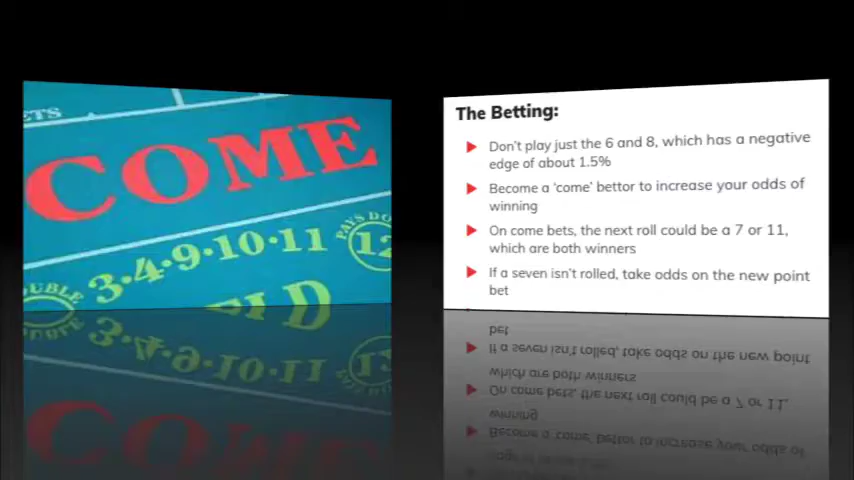 ETS
COME
PAYS DO
3·4·9·10·11
12
DOUBLE
The Betting:
Don't play just the 6 and 8, which has a negative
edge of about 1.5%
Become a 'come' bettor to increase your odds of
winning
On come bets, the next roll could be a 7 or 11,
which are both winners
If a seven isn't rolled, take odds on the new point
bet